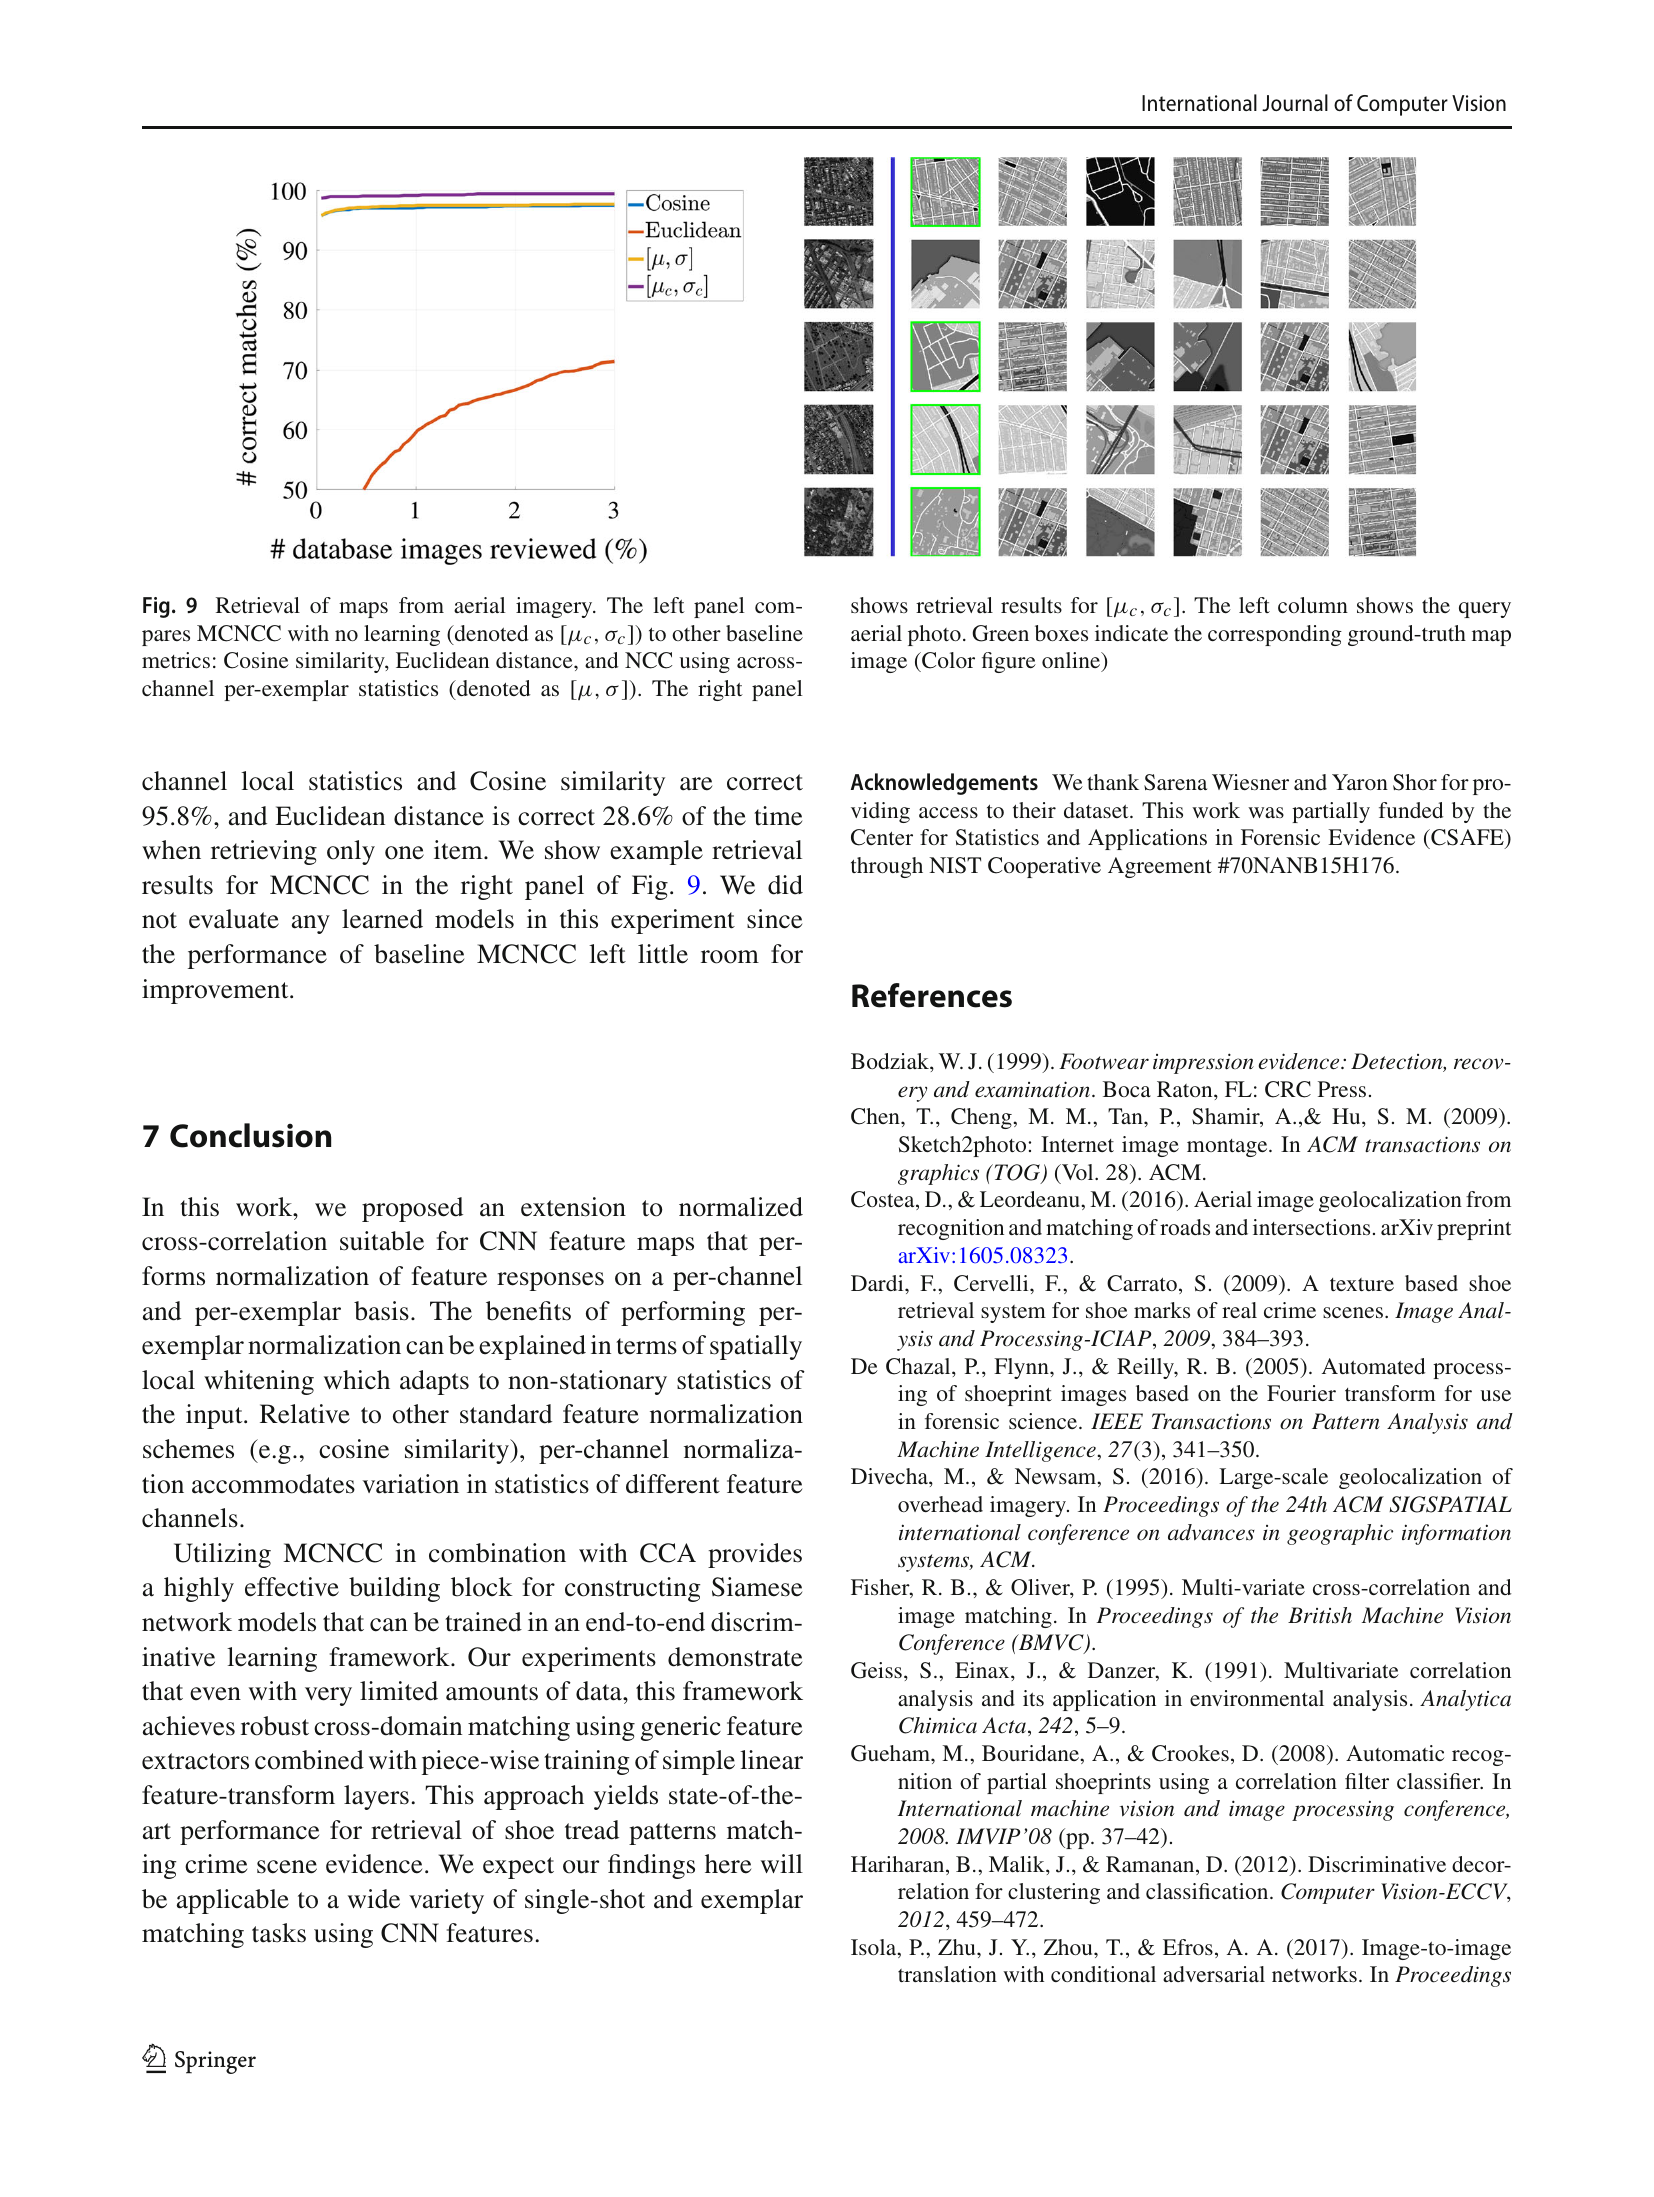 International Journal of Computer Vision
100
90
80
70
60
50
0 1 2 3
# correct matches (%)
# database images reviewed (%)
Cosine
Euclidean
[μ, σ]
[μc, σc]
Fig. 9 Retrieval of maps from aerial imagery. The left panel com-
pares MCNCC with no learning (denoted as [μc, σc]) to other baseline
metrics: Cosine similarity, Euclidean distance, and NCC using across-
channel per-exemplar statistics (denoted as [μ, σ]). The right panel
shows retrieval results for [μc, σc]. The left column shows the query
aerial photo. Green boxes indicate the corresponding ground-truth map
image (Color figure online)
channel local statistics and Cosine similarity are correct
95.8%, and Euclidean distance is correct 28.6% of the time
when retrieving only one item. We show example retrieval
results for MCNCC in the right panel of Fig. 9. We did
not evaluate any learned models in this experiment since
the performance of baseline MCNCC left little room for
improvement.
7 Conclusion
In this work, we proposed an extension to normalized
cross-correlation suitable for CNN feature maps that per-
forms normalization of feature responses on a per-channel
and per-exemplar basis. The benefits of performing per-
exemplar normalization can be explained in terms of spatially
local whitening which adapts to non-stationary statistics of
the input. Relative to other standard feature normalization
schemes (e.g., cosine similarity), per-channel normaliza-
tion accommodates variation in statistics of different feature
channels.
Utilizing MCNCC in combination with CCA provides
a highly effective building block for constructing Siamese
network models that can be trained in an end-to-end discrim-
inative learning framework. Our experiments demonstrate
that even with very limited amounts of data, this framework
achieves robust cross-domain matching using generic feature
extractors combined with piece-wise training of simple linear
feature-transform layers. This approach yields state-of-the-
art performance for retrieval of shoe tread patterns match-
ing crime scene evidence. We expect our findings here will
be applicable to a wide variety of single-shot and exemplar
matching tasks using CNN features.
Acknowledgements We thank Sarena Wiesner and Yaron Shor for pro-
viding access to their dataset. This work was partially funded by the
Center for Statistics and Applications in Forensic Evidence (CSAFE)
through NIST Cooperative Agreement #70NANB15H176.
References
Bodziak, W. J. (1999). Footwear impression evidence: Detection, recov-
ery and examination. Boca Raton, FL: CRC Press.
Chen, T., Cheng, M. M., Tan, P., Shamir, A.,& Hu, S. M. (2009).
Sketch2photo: Internet image montage. In ACM transactions on
graphics (TOG) (Vol. 28). ACM.
Costea, D., & Leordeanu, M. (2016). Aerial image geolocalization from
recognition and matching of roads and intersections. arXiv preprint
arXiv:1605.08323.
Dardi, F., Cervelli, F., & Carrato, S. (2009). A texture based shoe
retrieval system for shoe marks of real crime scenes. Image Anal-
ysis and Processing-ICIAP, 2009, 384–393.
De Chazal, P., Flynn, J., & Reilly, R. B. (2005). Automated process-
ing of shoeprint images based on the Fourier transform for use
in forensic science. IEEE Transactions on Pattern Analysis and
Machine Intelligence, 27(3), 341–350.
Divecha, M., & Newsam, S. (2016). Large-scale geolocalization of
overhead imagery. In Proceedings of the 24th ACM SIGSPATIAL
international conference on advances in geographic information
systems, ACM.
Fisher, R. B., & Oliver, P. (1995). Multi-variate cross-correlation and
image matching. In Proceedings of the British Machine Vision
Conference (BMVC).
Geiss, S., Einax, J., & Danzer, K. (1991). Multivariate correlation
analysis and its application in environmental analysis. Analytica
Chimica Acta, 242, 5–9.
Gueham, M., Bouridane, A., & Crookes, D. (2008). Automatic recog-
nition of partial shoeprints using a correlation filter classifier. In
International machine vision and image processing conference,
2008. IMVIP'08 (pp. 37–42).
Hariharan, B., Malik, J., & Ramanan, D. (2012). Discriminative decor-
relation for clustering and classification. Computer Vision-ECCV,
2012, 459–472.
Isola, P., Zhu, J. Y., Zhou, T., & Efros, A. A. (2017). Image-to-image
translation with conditional adversarial networks. In Proceedings
Springer